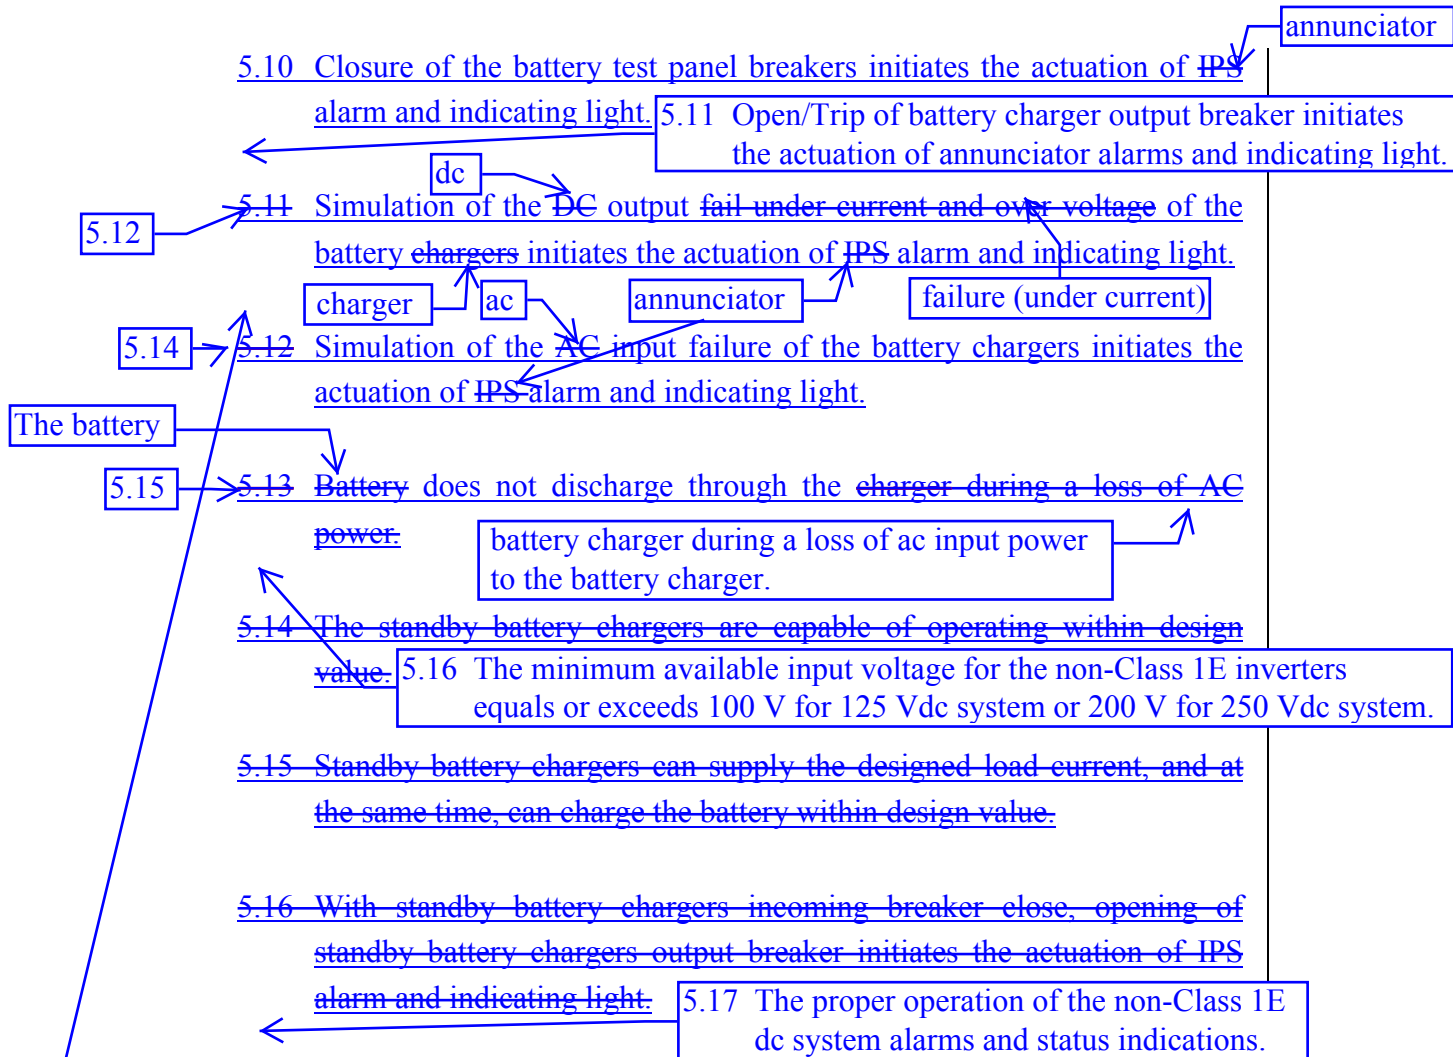 annunciator
5.10 Closure of the battery test panel breakers initiates the actuation of IPS
alarm and indicating light.
5.11 Open/Trip of battery charger output breaker initiates
the actuation of annunciator alarms and indicating light.
dc
5.12
5.11 Simulation of the DC output fail under current and over voltage of the
battery chargers initiates the actuation of IPS alarm and indicating light.
charger
ac
annunciator
failure (under current)
5.14
5.12 Simulation of the AC input failure of the battery chargers initiates the
actuation of IPS alarm and indicating light.
The battery
5.15
5.13 Battery does not discharge through the charger during a loss of AC
power.
battery charger during a loss of ac input power
to the battery charger.
5.14 The standby battery chargers are capable of operating within design
value.
5.16 The minimum available input voltage for the non-Class 1E inverters
equals or exceeds 100 V for 125 Vdc system or 200 V for 250 Vdc system.
5.15 Standby battery chargers can supply the designed load current, and at
the same time, can charge the battery within design value.
5.16 With standby battery chargers incoming breaker close, opening of
standby battery chargers output breaker initiates the actuation of IPS
alarm and indicating light.
5.17 The proper operation of the non-Class 1E
dc system alarms and status indications.